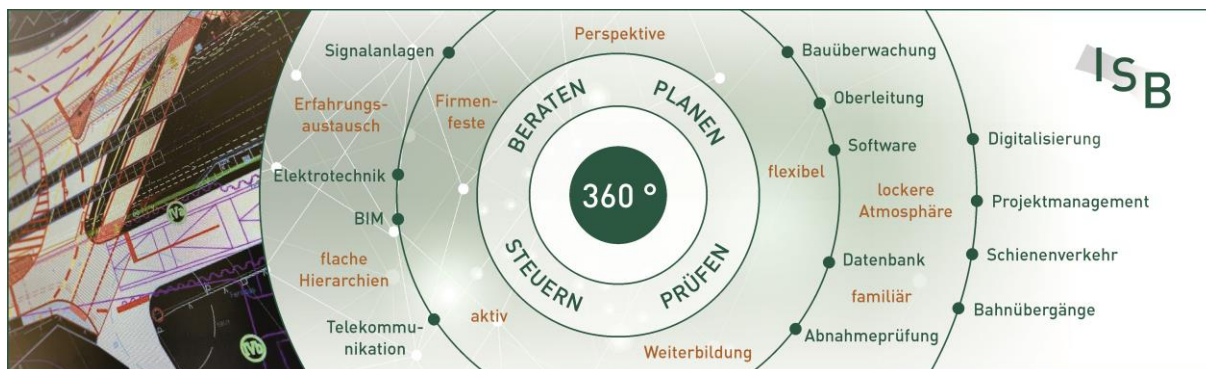 Perspektive
Signalanlagen
Bauüberwachung
ISB
Erfahrungs-
austausch
Firmen-
feste
BERATEN
PLANEN
Oberleitung
Software
Digitalisierung
flexibel
Elektrotechnik
360 °
lockere
Atmosphäre
Projektmanagement
BIM
flache
Hierarchien
STEUERN
PRÜFEN
Datenbank
Schienenverkehr
familiär
aktiv
Bahnübergänge
Telekommu-
nikation
Weiterbildung
Abnahmeprüfung